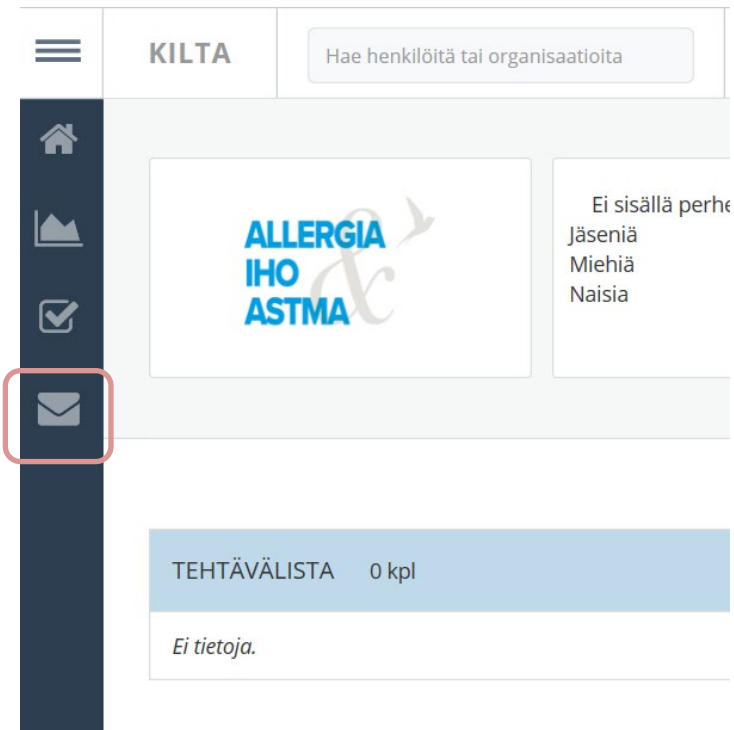 KILTA
Hae henkilöitä tai organisaatioita
ALLERGIA
IHO
ASTMA
&
Ei sisällä perhe
Jäseniä
Miehiä
Naisia
TEHTÄVÄLISTA 0 kpl
Ei tietoja.